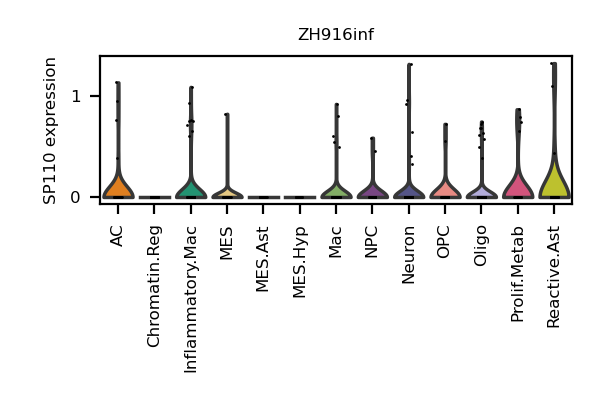 ZH916inf
SP110 expression
1
0
AC
Chromatin.Reg
Inflammatory.Mac
MES
MES.Ast
MES.Hyp
Mac
NPC
Neuron
OPC
Oligo
Prolif.Metab
Reactive.Ast